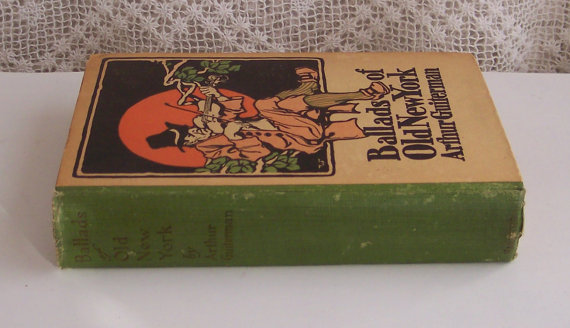 Ballads of
Old New York
Arthur Guiterman
Ballads
of
Old
New
York
by
Arthur
Guiterman